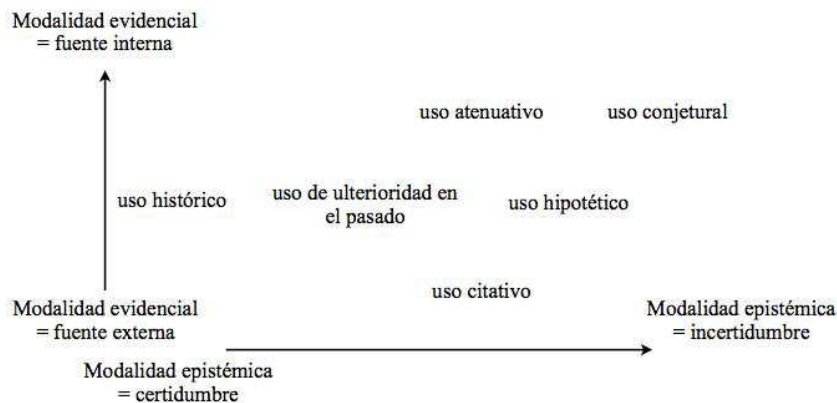 Modalidad evidencial
= fuente interna
uso atenuativo
uso conjetural
uso histórico
uso de ulterioridad en
el pasado
uso hipotético
uso citativo
Modalidad evidencial
= fuente externa
Modalidad epistémica
= incertidumbre
Modalidad epistémica
= certidumbre